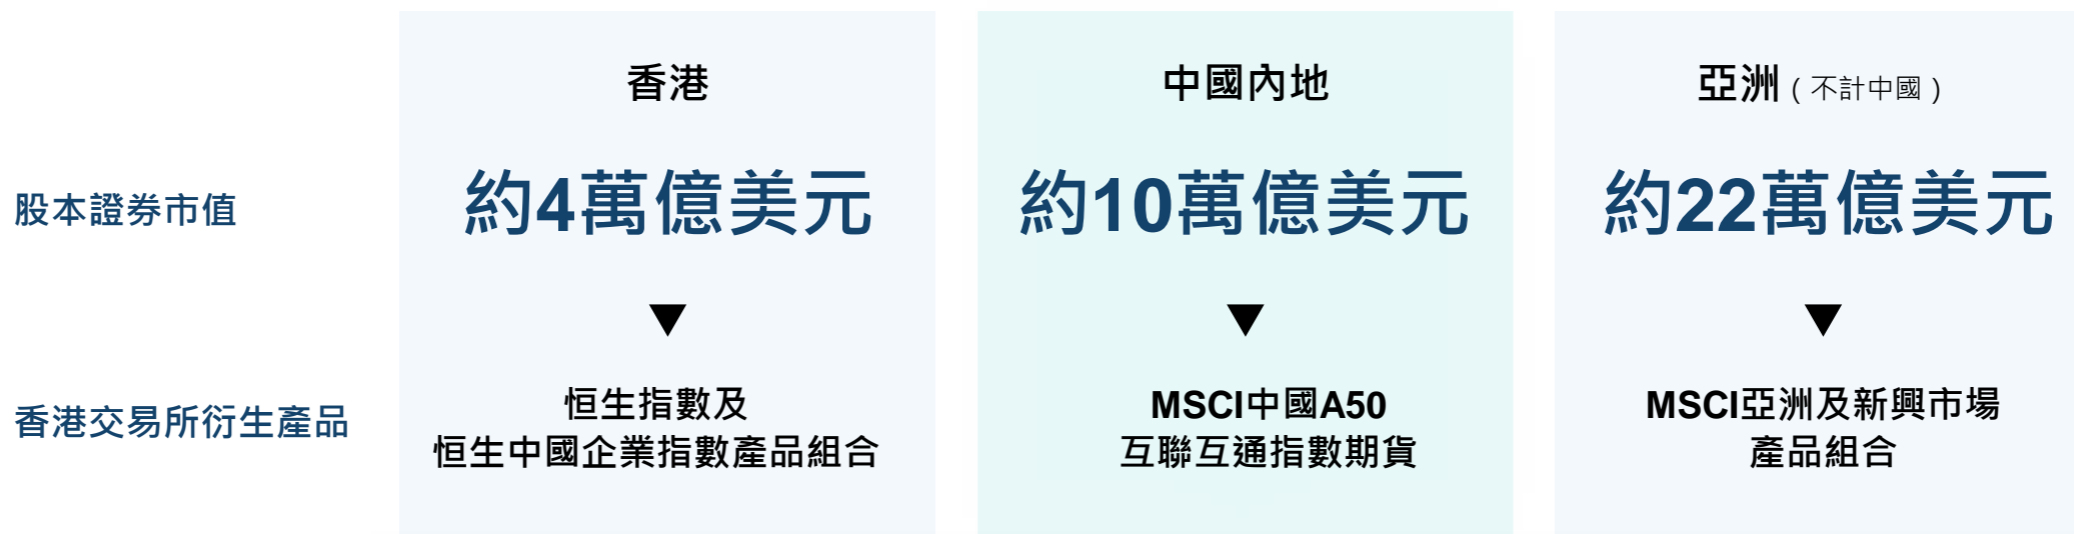 香港
中國內地
亞洲（不計中國）
股本證券市值
約4萬億美元
約10萬億美元
約22萬億美元
香港交易所衍生產品
恒生指數及
恒生中國企業指數產品組合
MSCI中國A50
互聯互通指數期貨
MSCI亞洲及新興市場
產品組合